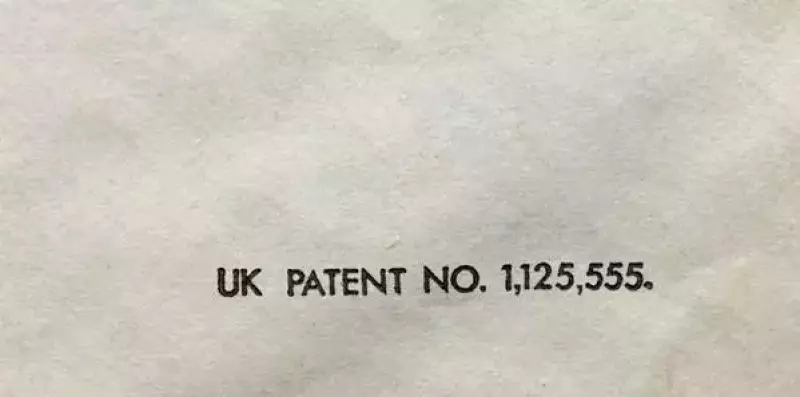 UK PATENT NO. 1,125,555.